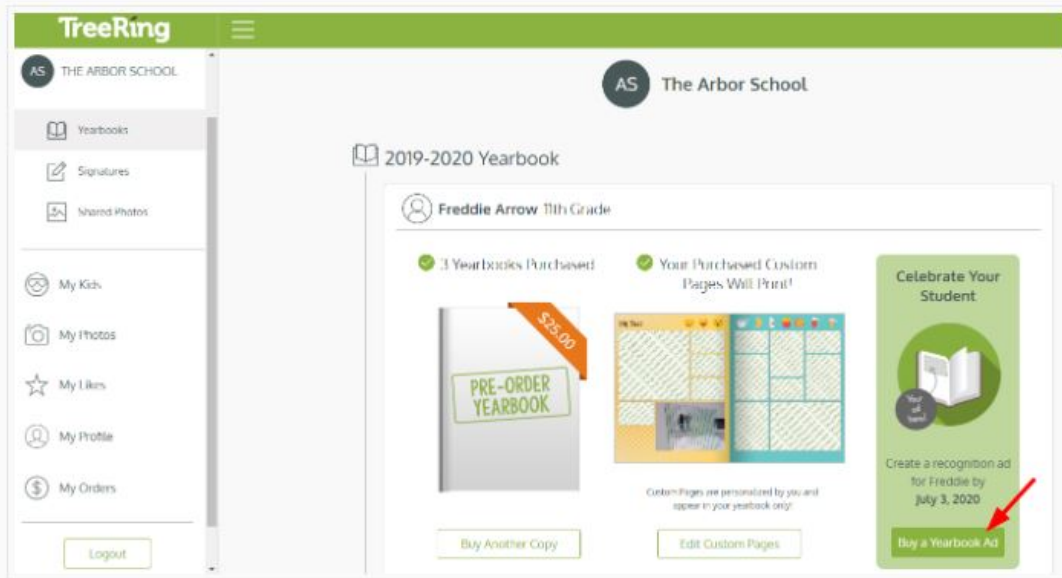 TreeRing
AS THE ARBOR SCHOOL
Yearbooks
Signatures
Shared Photos
My Kids
My Photos
My Likes
My Profile
My Orders
Logout
AS The Arbor School
2019-2020 Yearbook
Freddie Arrow 11th Grade
3 Yearbooks Purchased
$25.00
PRE-ORDER
YEARBOOK
Buy Another Copy
Your Purchased Custom
Pages Will Print!
Custom Pages are personalized by you and
appear in your yearbook only!
Edit Custom Pages
Celebrate Your
Student
Your
ad
here!
Create a recognition ad
for Freddie by
July 3, 2020
Buy a Yearbook Ad